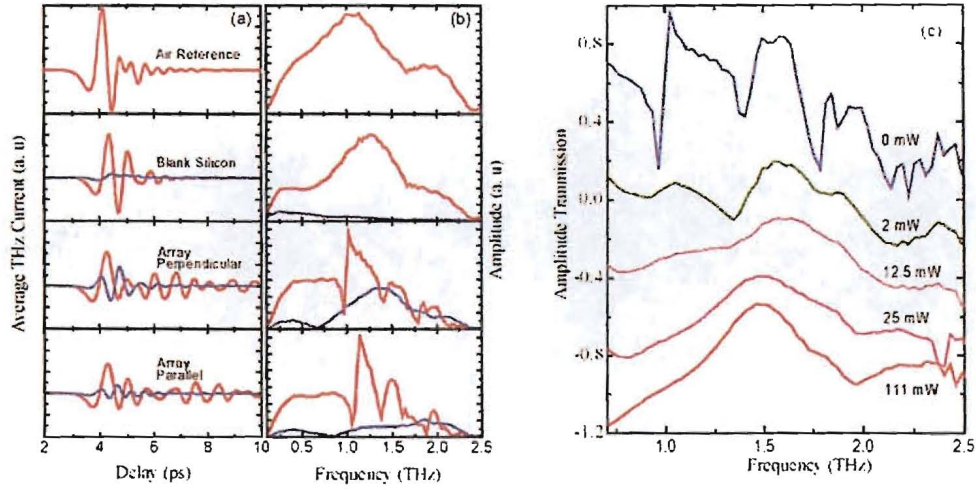 (a)
Air Reference
Blank Silicon
Array
Perpendicular
Array
Parallel
Average THz Current (a. u)
2 4 6 8 10
Delay (ps)
(b)
Amplitude (a. u)
0.5 1.0 1.5 2.0 2.5
Frequency (THz)
(c)
0.8
0.4
0.0
-0.4
-0.8
-1.2
Amplitude Transmission
0 mW
2 mW
12.5 mW
25 mW
111 mW
1.0 1.5 2.0 2.5
Frequency (THz)